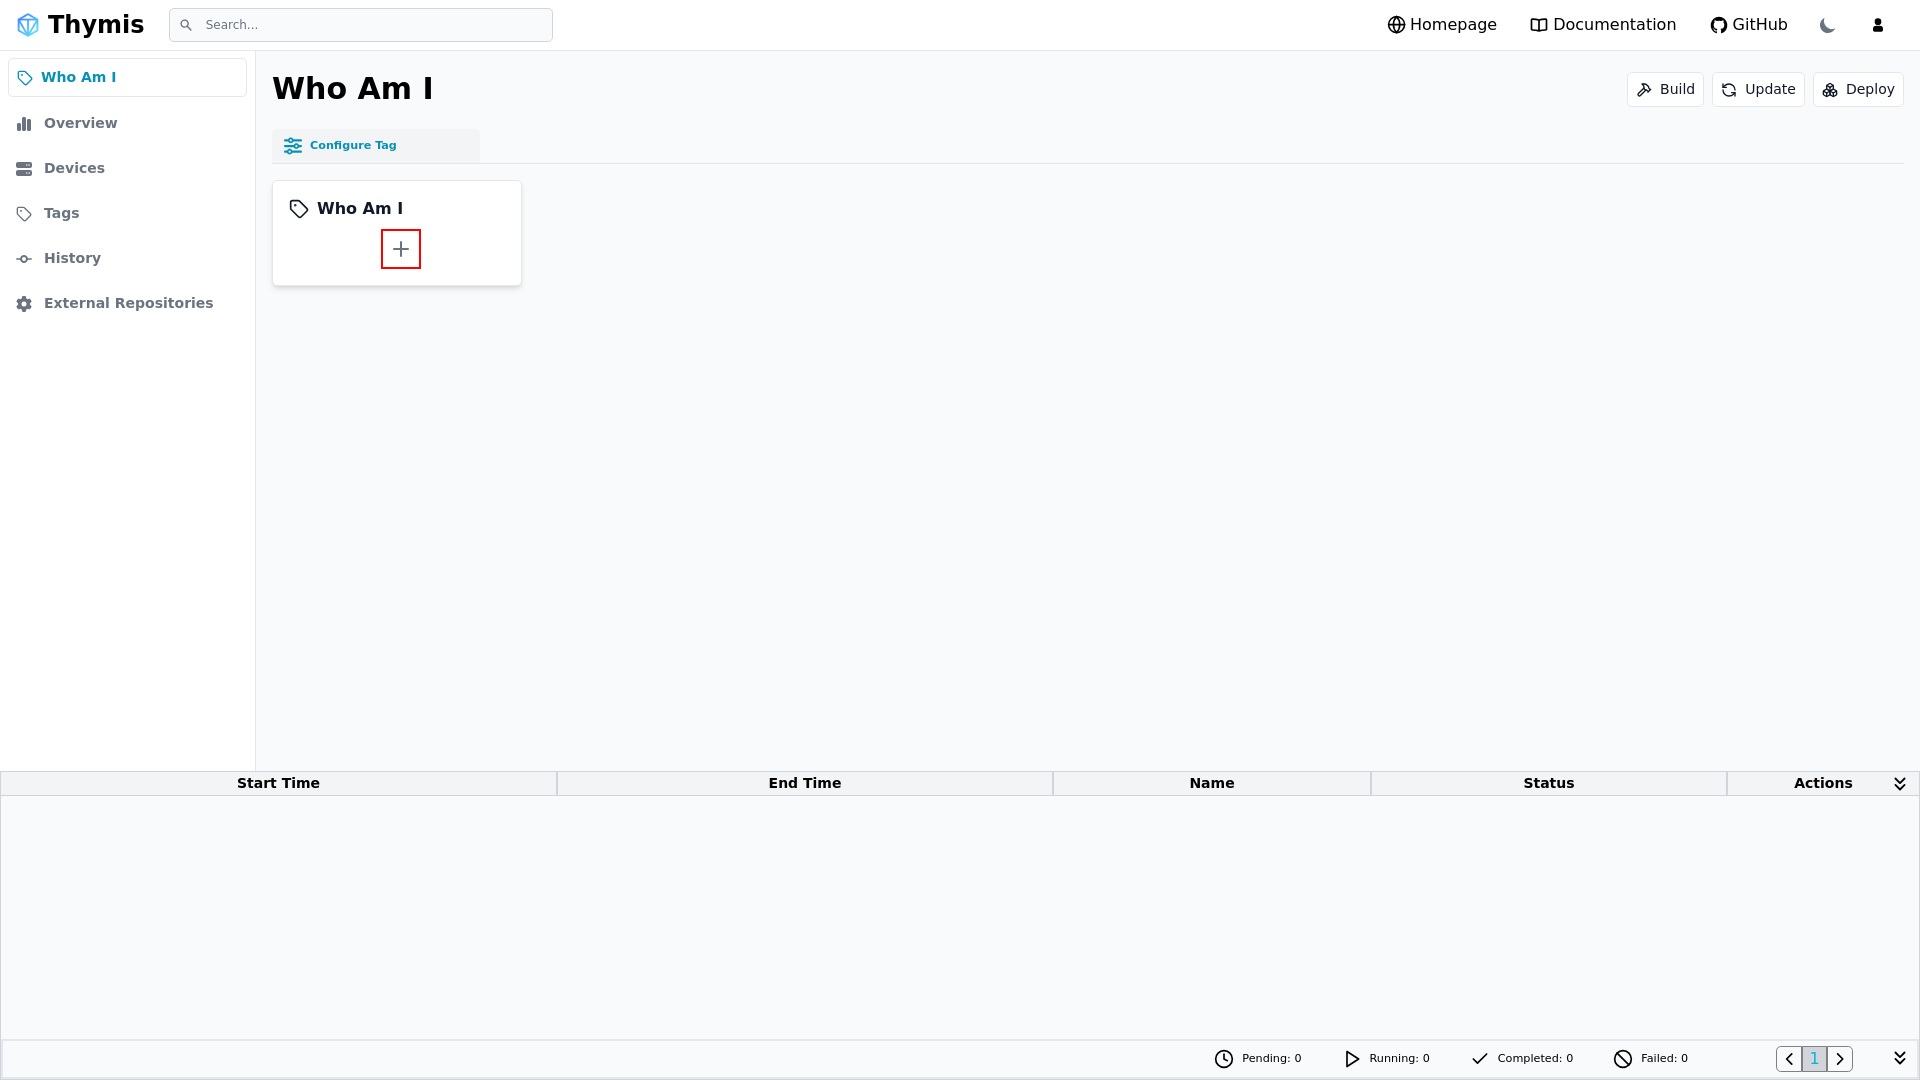 Thymis
Search...
Homepage
Documentation
GitHub
Who Am I
Overview
Devices
Tags
History
External Repositories
Who Am I
Build
Update
Deploy
Configure Tag
Who Am I
Start Time
End Time
Name
Status
Actions
Pending: 0
Running: 0
Completed: 0
Failed: 0
1